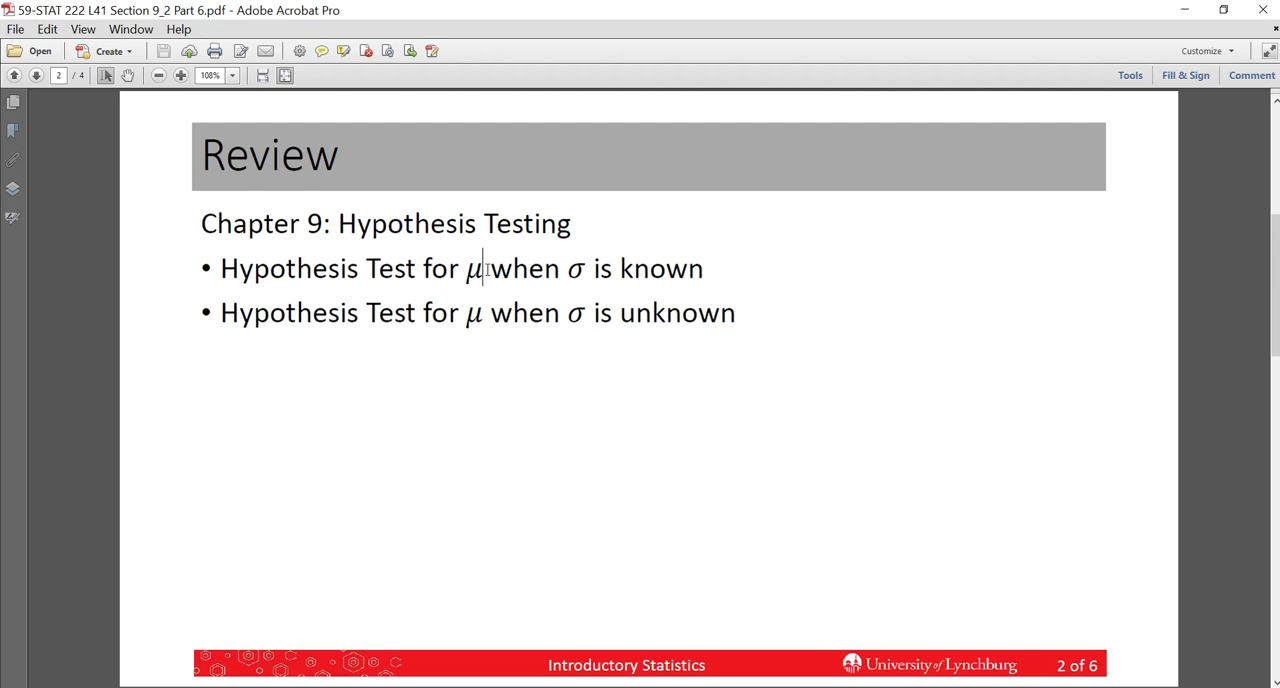 59-STAT 222 L41 Section 9_2 Part 6.pdf - Adobe Acrobat Pro
File Edit View Window Help
Open Create Customize
2 / 4 108% Tools Fill & Sign Comment
Review
Chapter 9: Hypothesis Testing
• Hypothesis Test for μ when σ is known
• Hypothesis Test for μ when σ is unknown
Introductory Statistics University of Lynchburg 2 of 6